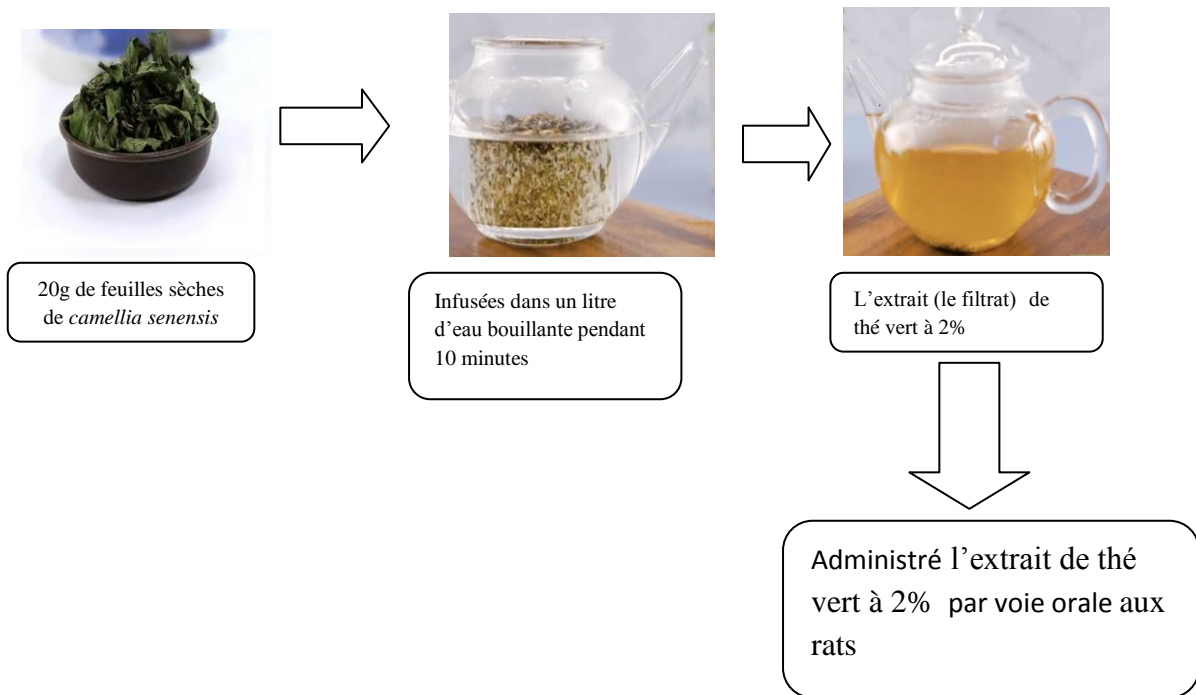 20g de feuilles sèches
de camellia senensis
Infusées dans un litre
d’eau bouillante pendant
10 minutes
L’extrait (le filtrat) de
thé vert à 2%
Administré l’extrait de thé
vert à 2% par voie orale aux
rats